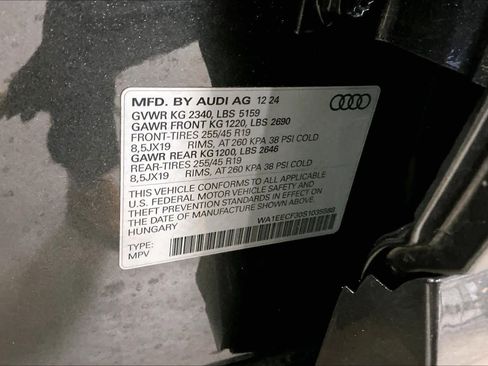 MFD. BY AUDI AG 12 24
GVWR KG 2340, LBS 5159
GAWR FRONT KG 1220, LBS 2690
FRONT-TIRES 255/45 R19
8,5JX19 RIMS, AT 260 KPA 38 PSI COLD
GAWR REAR KG1200, LBS 2646
REAR-TIRES 255/45 R19
8,5JX19 RIMS, AT 260 KPA 38 PSI COLD
THIS VEHICLE CONFORMS TO ALL APPLICABLE
U.S. FEDERAL MOTOR VEHICLE SAFETY AND
THEFT PREVENTION STANDARDS IN EFFECT ON
THE DATE OF MANUFACTURE SHOWN ABOVE.
HUNGARY
TYPE:
MPV